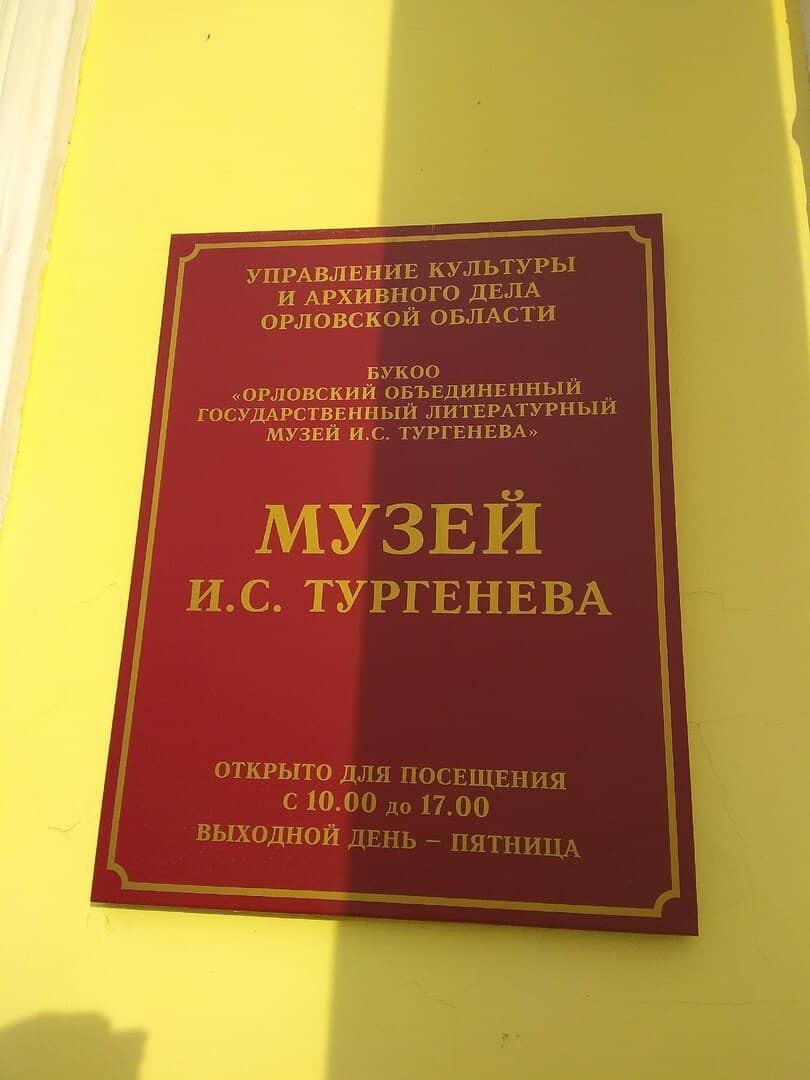 УПРАВЛЕНИЕ КУЛЬТУРЫ
И АРХИВНОГО ДЕЛА
ОРЛОВСКОЙ ОБЛАСТИ
БУКОО
«ОРЛОВСКИЙ ОБЪЕДИНЕННЫЙ
ГОСУДАРСТВЕННЫЙ ЛИТЕРАТУРНЫЙ
МУЗЕЙ И.С. ТУРГЕНЕВА»
МУЗЕЙ
И.С. ТУРГЕНЕВА
ОТКРЫТО ДЛЯ ПОСЕЩЕНИЯ
С 10.00 до 17.00
ВЫХОДНОЙ ДЕНЬ – ПЯТНИЦА